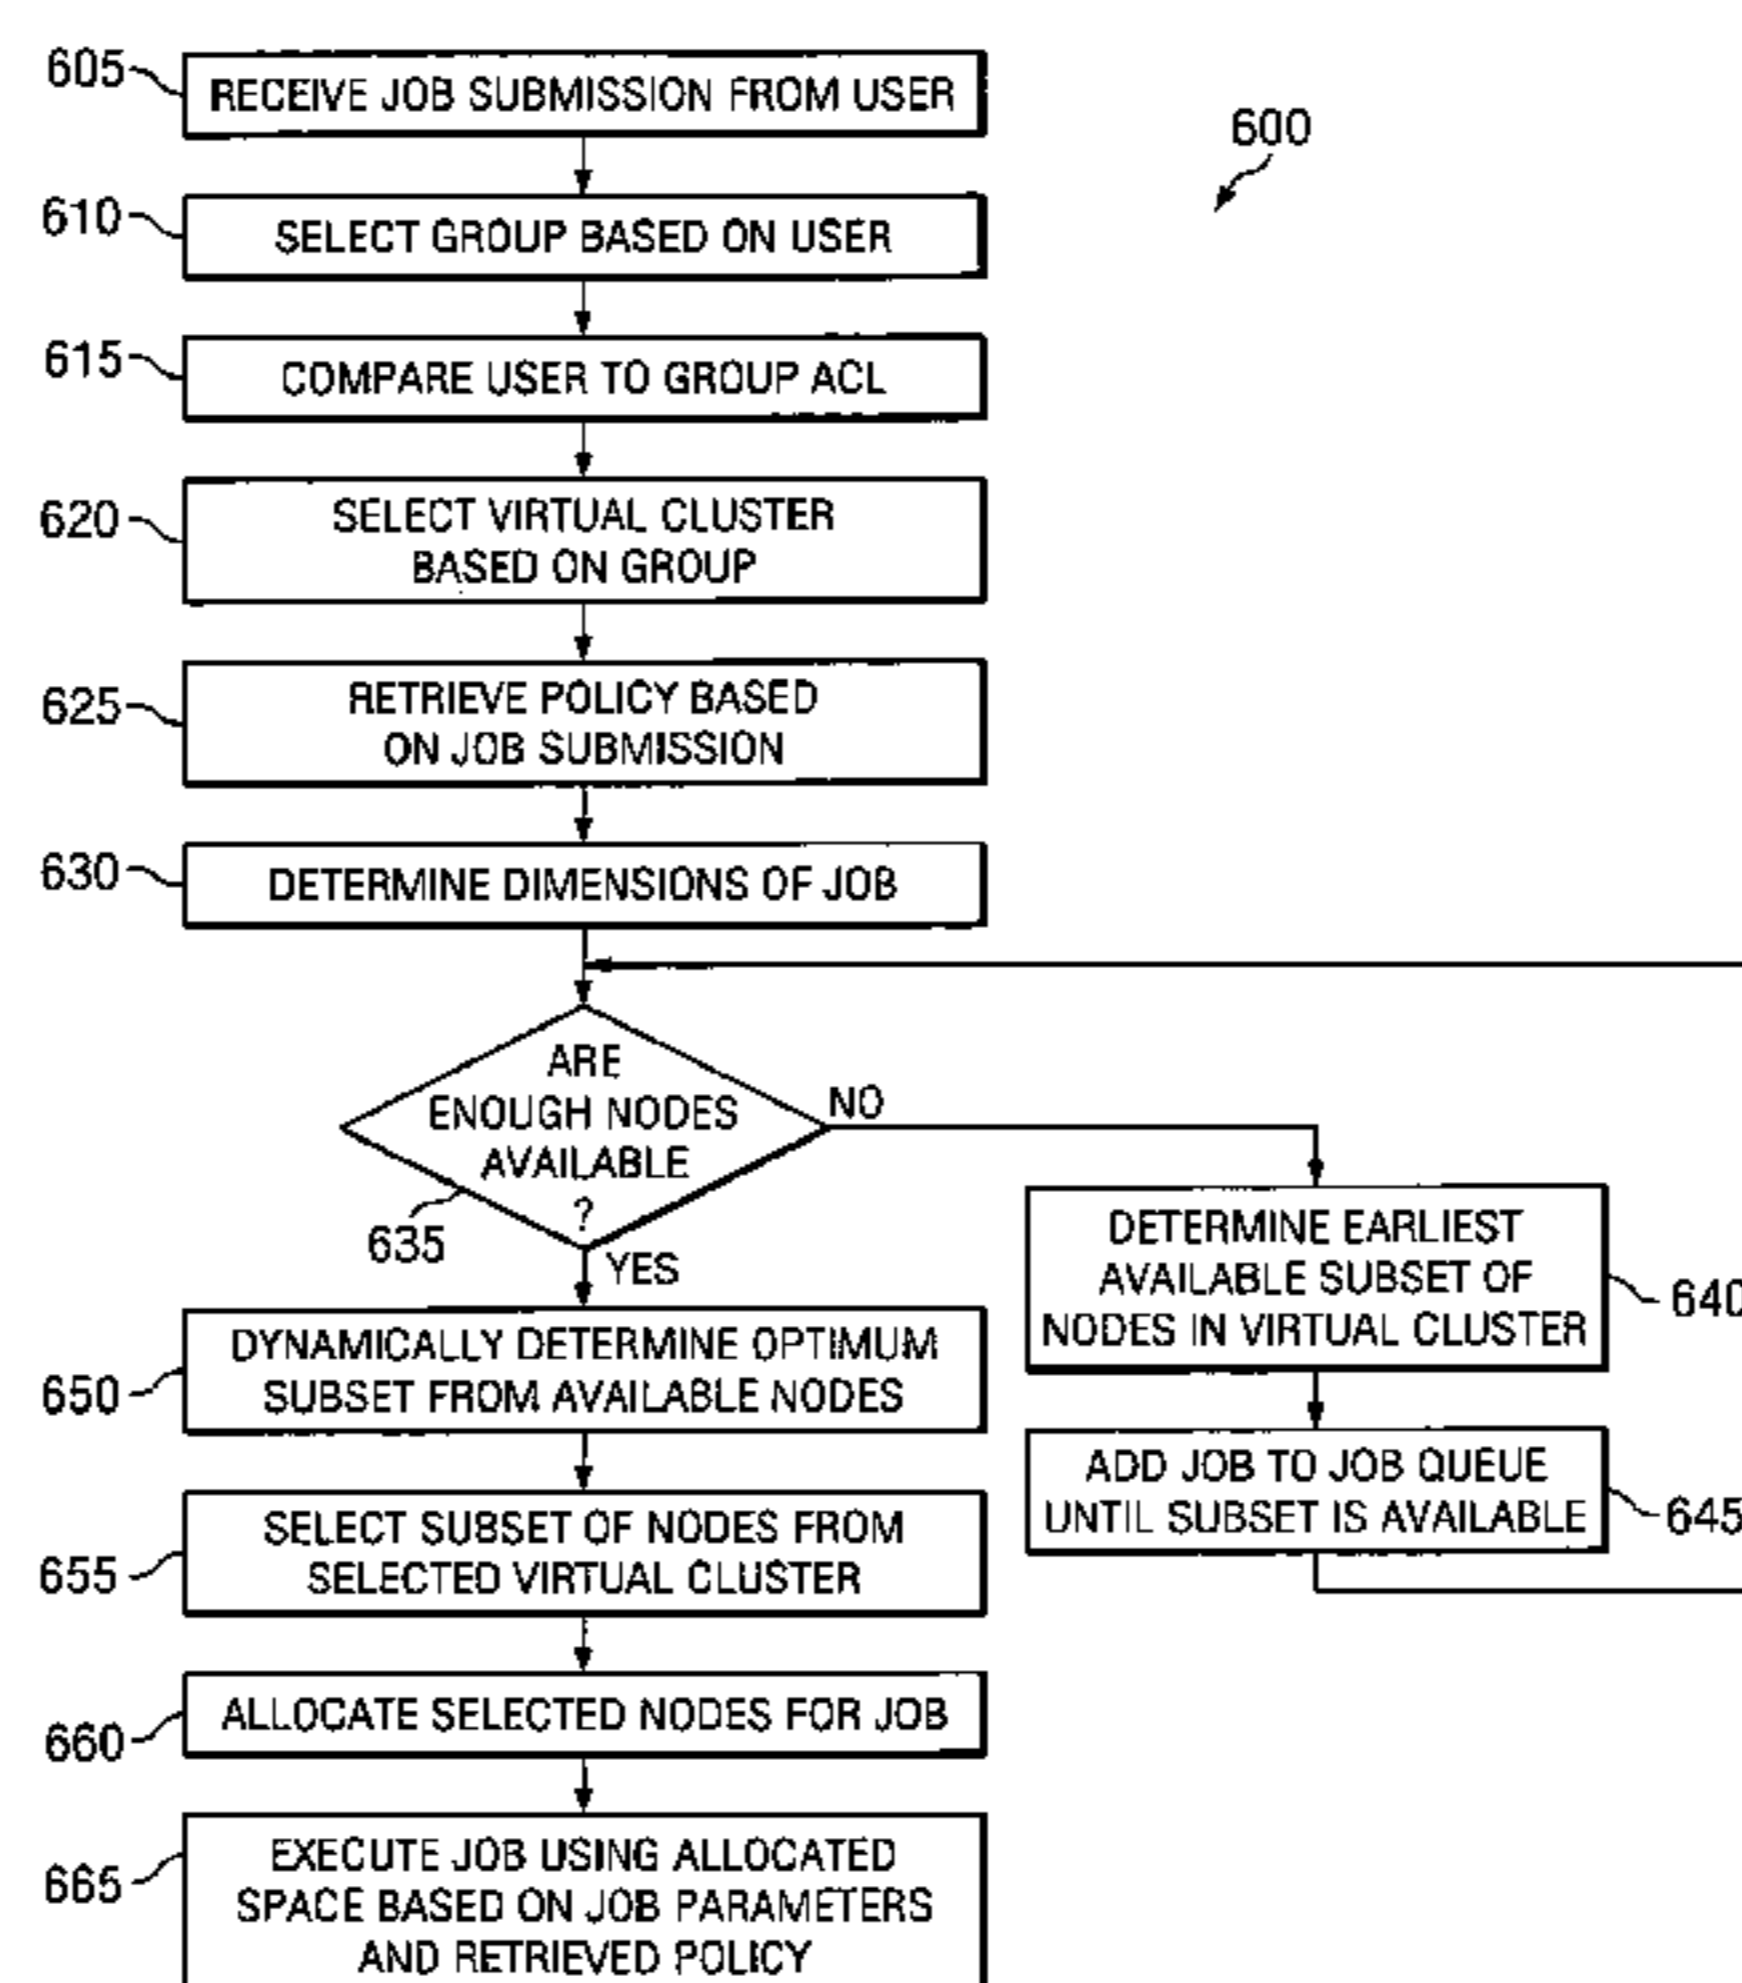 605
RECEIVE JOB SUBMISSION FROM USER
600
610
SELECT GROUP BASED ON USER
615
COMPARE USER TO GROUP ACL
620
SELECT VIRTUAL CLUSTER
BASED ON GROUP
625
RETRIEVE POLICY BASED
ON JOB SUBMISSION
630
DETERMINE DIMENSIONS OF JOB
ARE
ENOUGH NODES
AVAILABLE
?
635
NO
YES
DETERMINE EARLIEST
AVAILABLE SUBSET OF
NODES IN VIRTUAL CLUSTER
640
ADD JOB TO JOB QUEUE
UNTIL SUBSET IS AVAILABLE
645
650
DYNAMICALLY DETERMINE OPTIMUM
SUBSET FROM AVAILABLE NODES
655
SELECT SUBSET OF NODES FROM
SELECTED VIRTUAL CLUSTER
660
ALLOCATE SELECTED NODES FOR JOB
665
EXECUTE JOB USING ALLOCATED
SPACE BASED ON JOB PARAMETERS
AND RETRIEVED POLICY